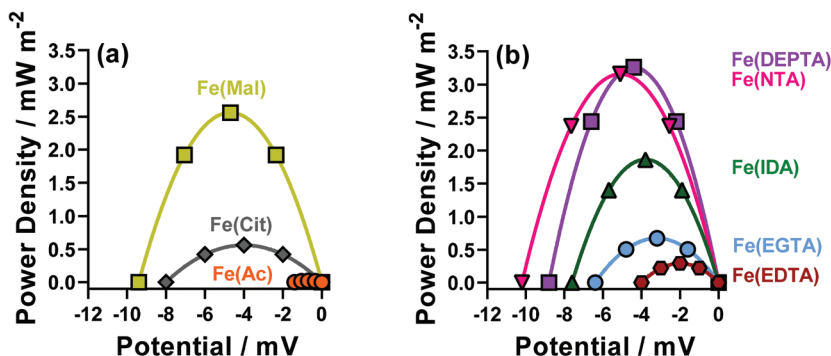 (a)
Power Density / mW m-2
3.5
3.0
2.5
2.0
1.5
1.0
0.5
0.0
Fe(Mal)
Fe(Cit)
Fe(Ac)
-12 -10 -8 -6 -4 -2 0
Potential / mV
(b)
Power Density / mW m-2
3.5
3.0
2.5
2.0
1.5
1.0
0.5
0.0
Fe(DEPTA)
Fe(NTA)
Fe(IDA)
Fe(EGTA)
Fe(EDTA)
-12 -10 -8 -6 -4 -2 0
Potential / mV